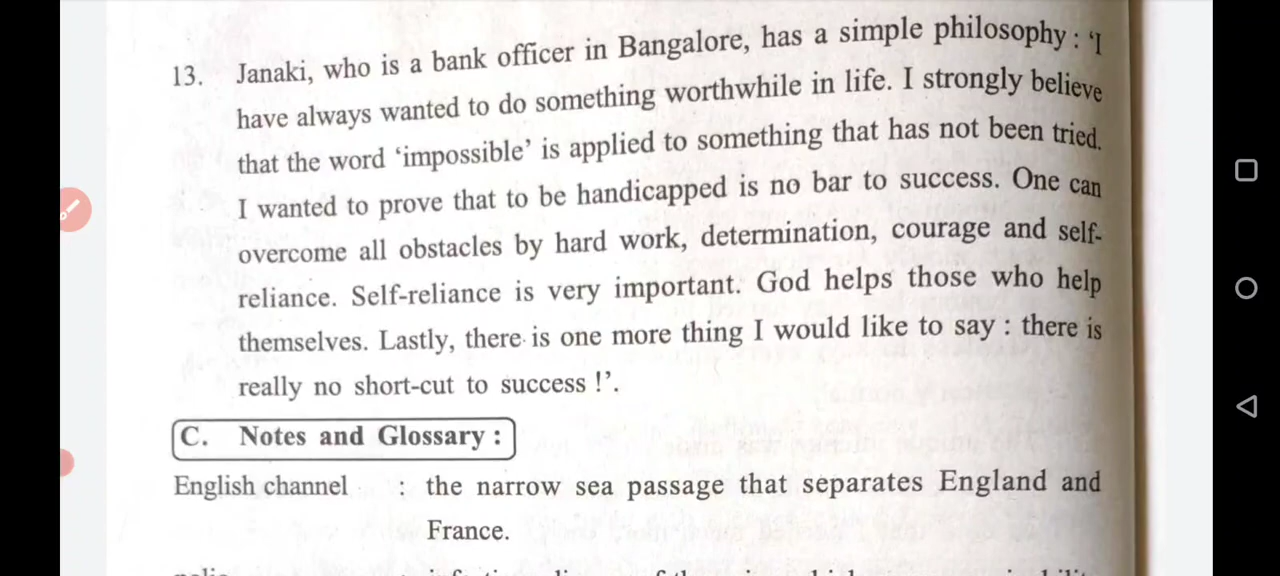 13. Janaki, who is a bank officer in Bangalore, has a simple philosophy : 'I
have always wanted to do something worthwhile in life. I strongly believe
that the word 'impossible' is applied to something that has not been tried.
I wanted to prove that to be handicapped is no bar to success. One can
overcome all obstacles by hard work, determination, courage and self-
reliance. Self-reliance is very important. God helps those who help
themselves. Lastly, there is one more thing I would like to say : there is
really no short-cut to success !'.
C. Notes and Glossary :
English channel : the narrow sea passage that separates England and
France.